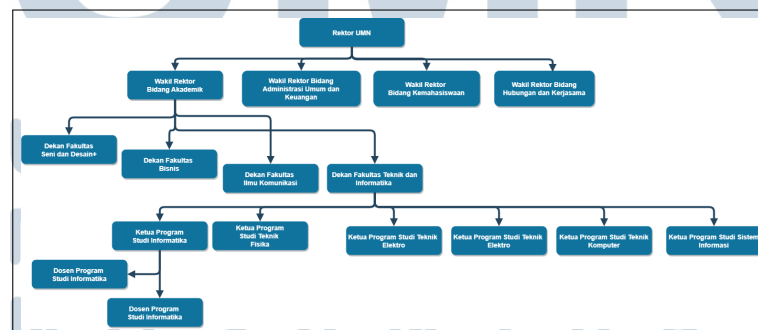 Rektor UMN
Wakil Rektor
Bidang Akademik
Wakil Rektor Bidang
Administrasi Umum dan
Keuangan
Wakil Rektor
Bidang Kemahasiswaan
Wakil Rektor Bidang
Hubungan dan Kerjasama
Dekan Fakultas
Seni dan Desain+
Dekan Fakultas
Bisnis
Dekan Fakultas
Ilmu Komunikasi
Dekan Fakultas Teknik dan
Informatika
Ketua Program
Studi Informatika
Ketua Program
Studi Teknik
Fisika
Ketua Program Studi Teknik
Elektro
Ketua Program Studi Teknik
Elektro
Ketua Program Studi Teknik
Komputer
Ketua Program Studi Sistem
Informasi
Dosen Program
Studi Informatika
Dosen Program
Studi Informatika